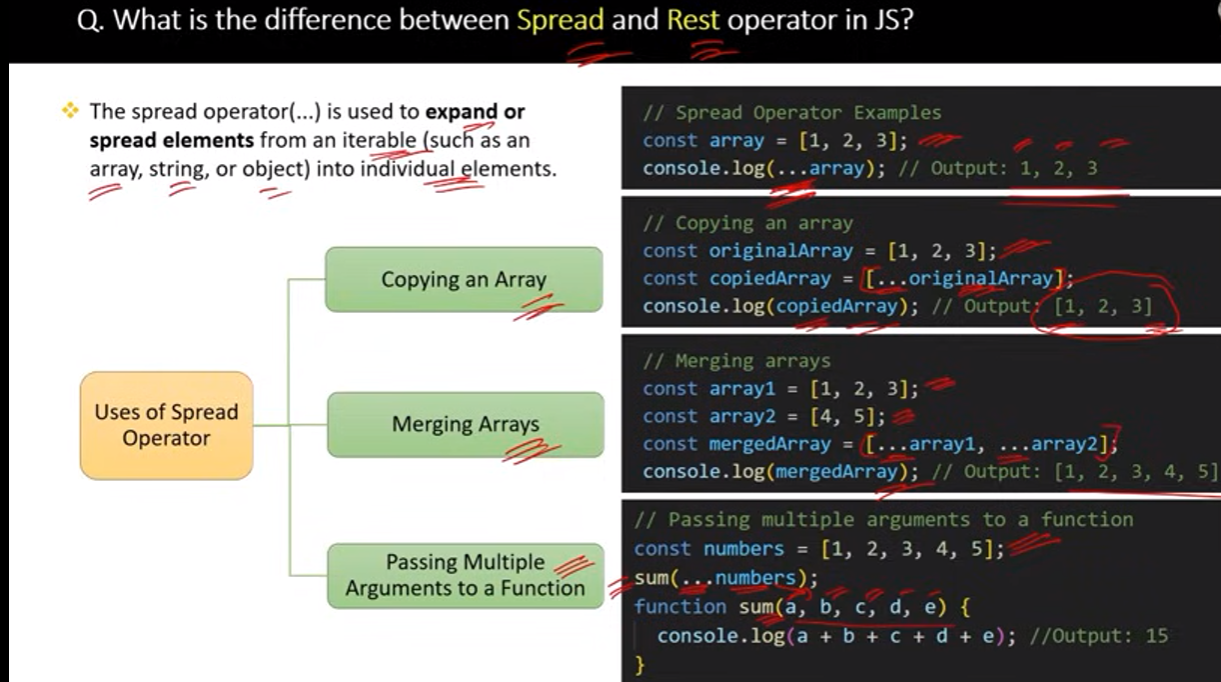 Q. What is the difference between Spread and Rest operator in JS?
❖ The spread operator(...) is used to expand or
spread elements from an iterable (such as an
array, string, or object) into individual elements.
Uses of Spread
Operator
Copying an Array
Merging Arrays
Passing Multiple
Arguments to a Function
// Spread Operator Examples
const array = [1, 2, 3];
console.log(...array); // Output: 1, 2, 3
// Copying an array
const originalArray = [1, 2, 3];
const copiedArray = [...originalArray];
console.log(copiedArray); // Output: [1, 2, 3]
// Merging arrays
const array1 = [1, 2, 3];
const array2 = [4, 5];
const mergedArray = [...array1, ...array2];
console.log(mergedArray); // Output: [1, 2, 3, 4, 5]
// Passing multiple arguments to a function
const numbers = [1, 2, 3, 4, 5];
sum(...numbers);
function sum(a, b, c, d, e) {
console.log(a + b + c + d + e); //Output: 15
}